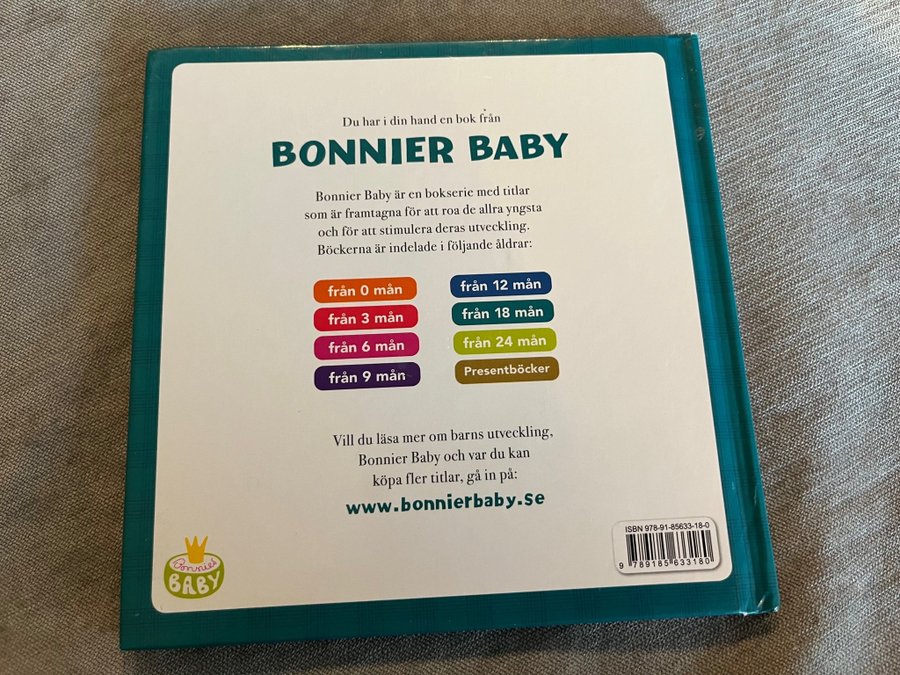 Du har i din hand en bok från
BONNIER BABY
Bonnier Baby är en bokserie med titlar
som är framtagna för att roa de allra yngsta
och för att stimulera deras utveckling.
Böckerna är indelade i följande åldrar:
från 0 mån
från 12 mån
från 3 mån
från 18 mån
från 6 mån
från 24 mån
från 9 mån
Presentböcker
Vill du läsa mer om barns utveckling,
Bonnier Baby och var du kan
köpa fler titlar, gå in på:
www.bonnierbaby.se
ISBN 978-91-85633-18-0
9 789185 633180
Bonnier
BABY